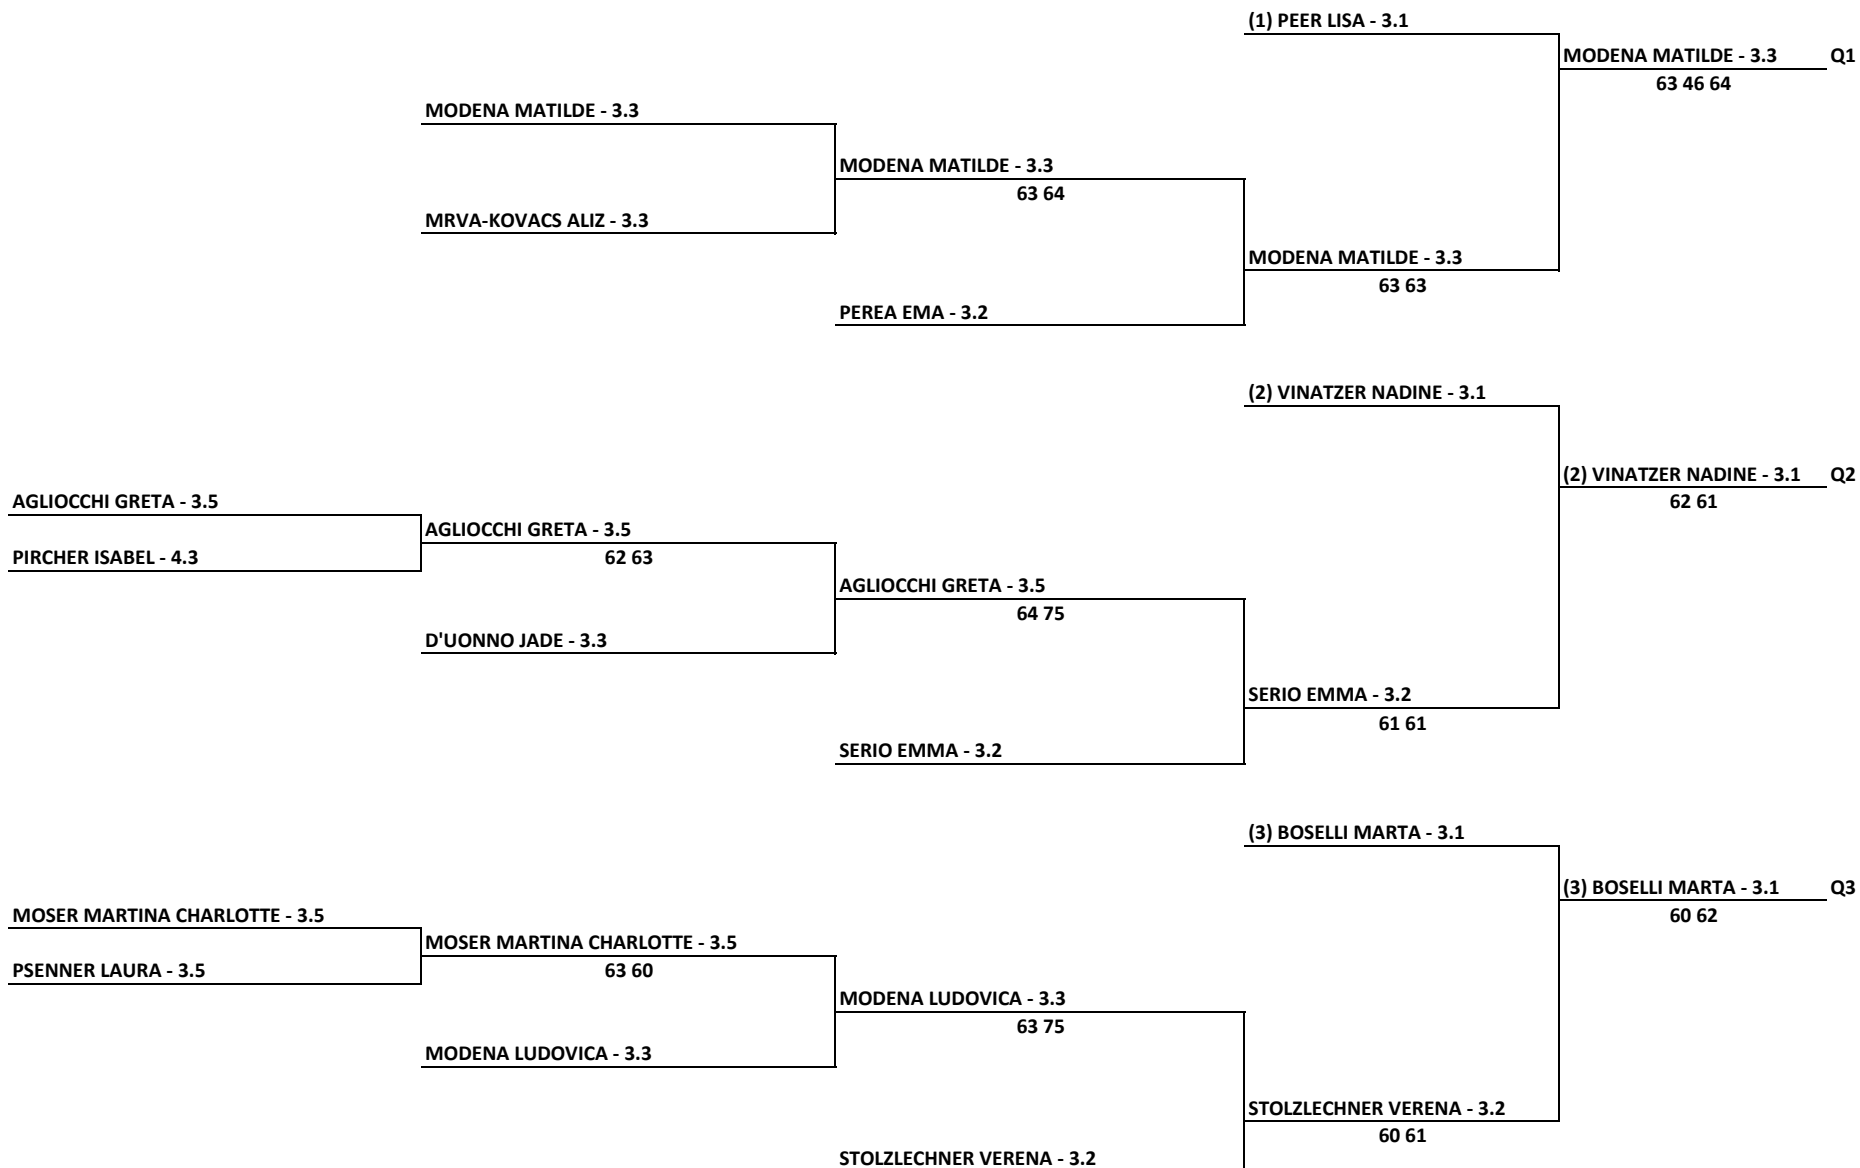 (1) PEER LISA - 3.1
MODENA MATILDE - 3.3 Q1
63 46 64
MODENA MATILDE - 3.3
MODENA MATILDE - 3.3
63 64
MRVA-KOVACS ALIZ - 3.3
MODENA MATILDE - 3.3
63 63
PEREA EMA - 3.2
(2) VINATZER NADINE - 3.1
(2) VINATZER NADINE - 3.1 Q2
62 61
AGLIOCCHI GRETA - 3.5
AGLIOCCHI GRETA - 3.5
62 63
PIRCHER ISABEL - 4.3
AGLIOCCHI GRETA - 3.5
64 75
D'UONNO JADE - 3.3
SERIO EMMA - 3.2
61 61
SERIO EMMA - 3.2
(3) BOSELLI MARTA - 3.1
(3) BOSELLI MARTA - 3.1 Q3
60 62
MOSER MARTINA CHARLOTTE - 3.5
MOSER MARTINA CHARLOTTE - 3.5
63 60
PSENNER LAURA - 3.5
MODENA LUDOVICA - 3.3
63 75
MODENA LUDOVICA - 3.3
STOLZLECHNER VERENA - 3.2
60 61
STOLZLECHNER VERENA - 3.2